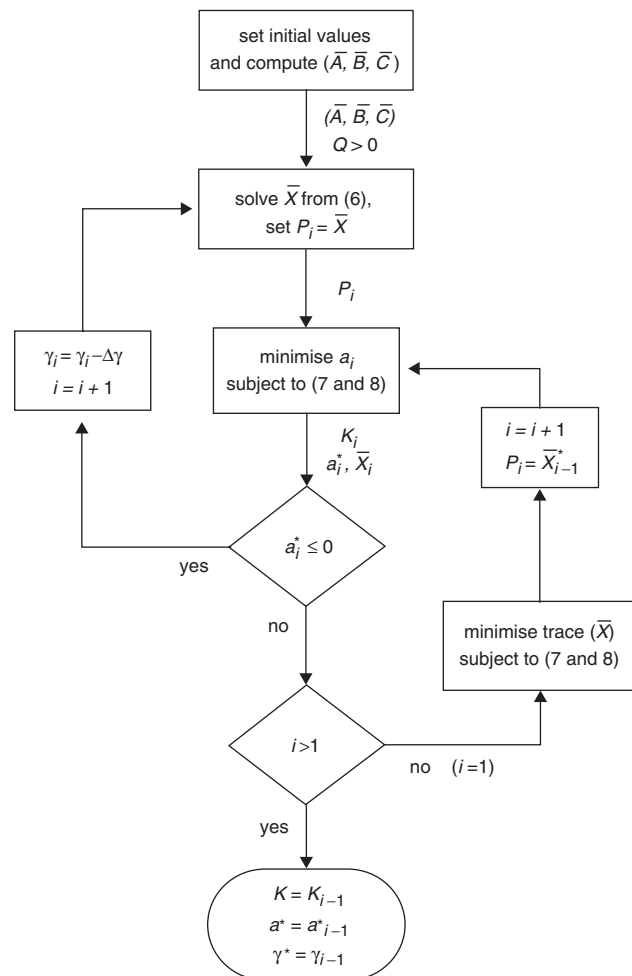 set initial values
and compute (A̅, B̅, C̅)
(A̅, B̅, C̅)
Q > 0
solve X̅ from (6),
set Pᵢ = X̅
Pᵢ
γᵢ = γᵢ–Δγ
i = i + 1
minimise aᵢ
subject to (7 and 8)
Kᵢ
aᵢ*, X̅ᵢ
i = i + 1
Pᵢ = X̅*ᵢ₋₁
aᵢ* ≤ 0
yes
no
minimise trace (X̅)
subject to (7 and 8)
i >1
no (i =1)
yes
K = Kᵢ₋₁
a* = a*ᵢ₋₁
γ* = γᵢ₋₁